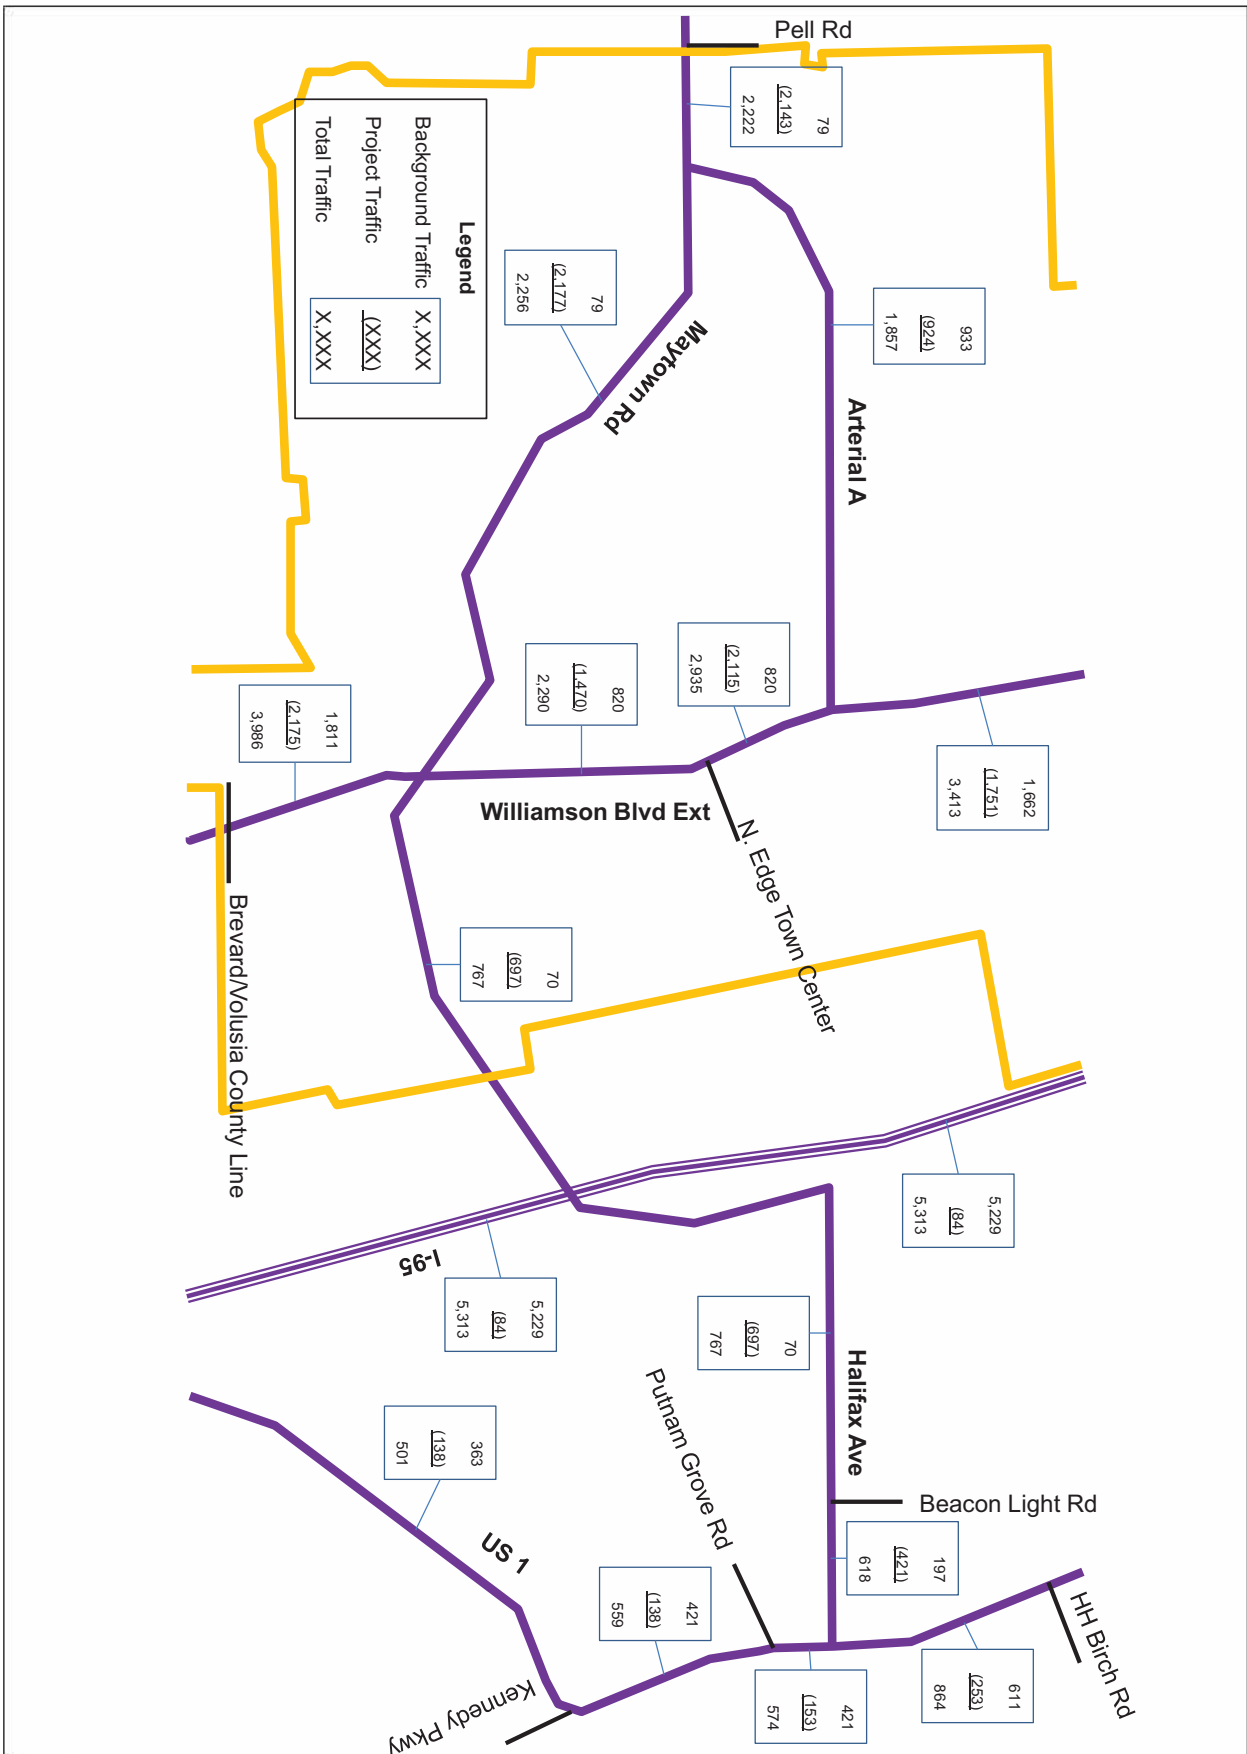 Pell Rd
79
(2,143)
2,222
933
(924)
1,857
Arterial A
79
(2,177)
2,256
Maytown Rd
Legend
Background Traffic X,XXX
Project Traffic (XXX)
Total Traffic X,XXX
820
(2,115)
2,935
820
(1,470)
2,290
1,811
(2,175)
3,986
1,662
(1,751)
3,413
Williamson Blvd Ext
N. Edge Town Center
Brevard/Volusia County Line
70
(697)
767
5,229
(84)
5,313
I-95
5,229
(84)
5,313
70
(697)
767
Halifax Ave
Putnam Grove Rd
Beacon Light Rd
363
(138)
501
US 1
197
(421)
618
421
(138)
559
HH Birch Rd
611
(253)
864
421
(153)
574
Kennedy Pkwy